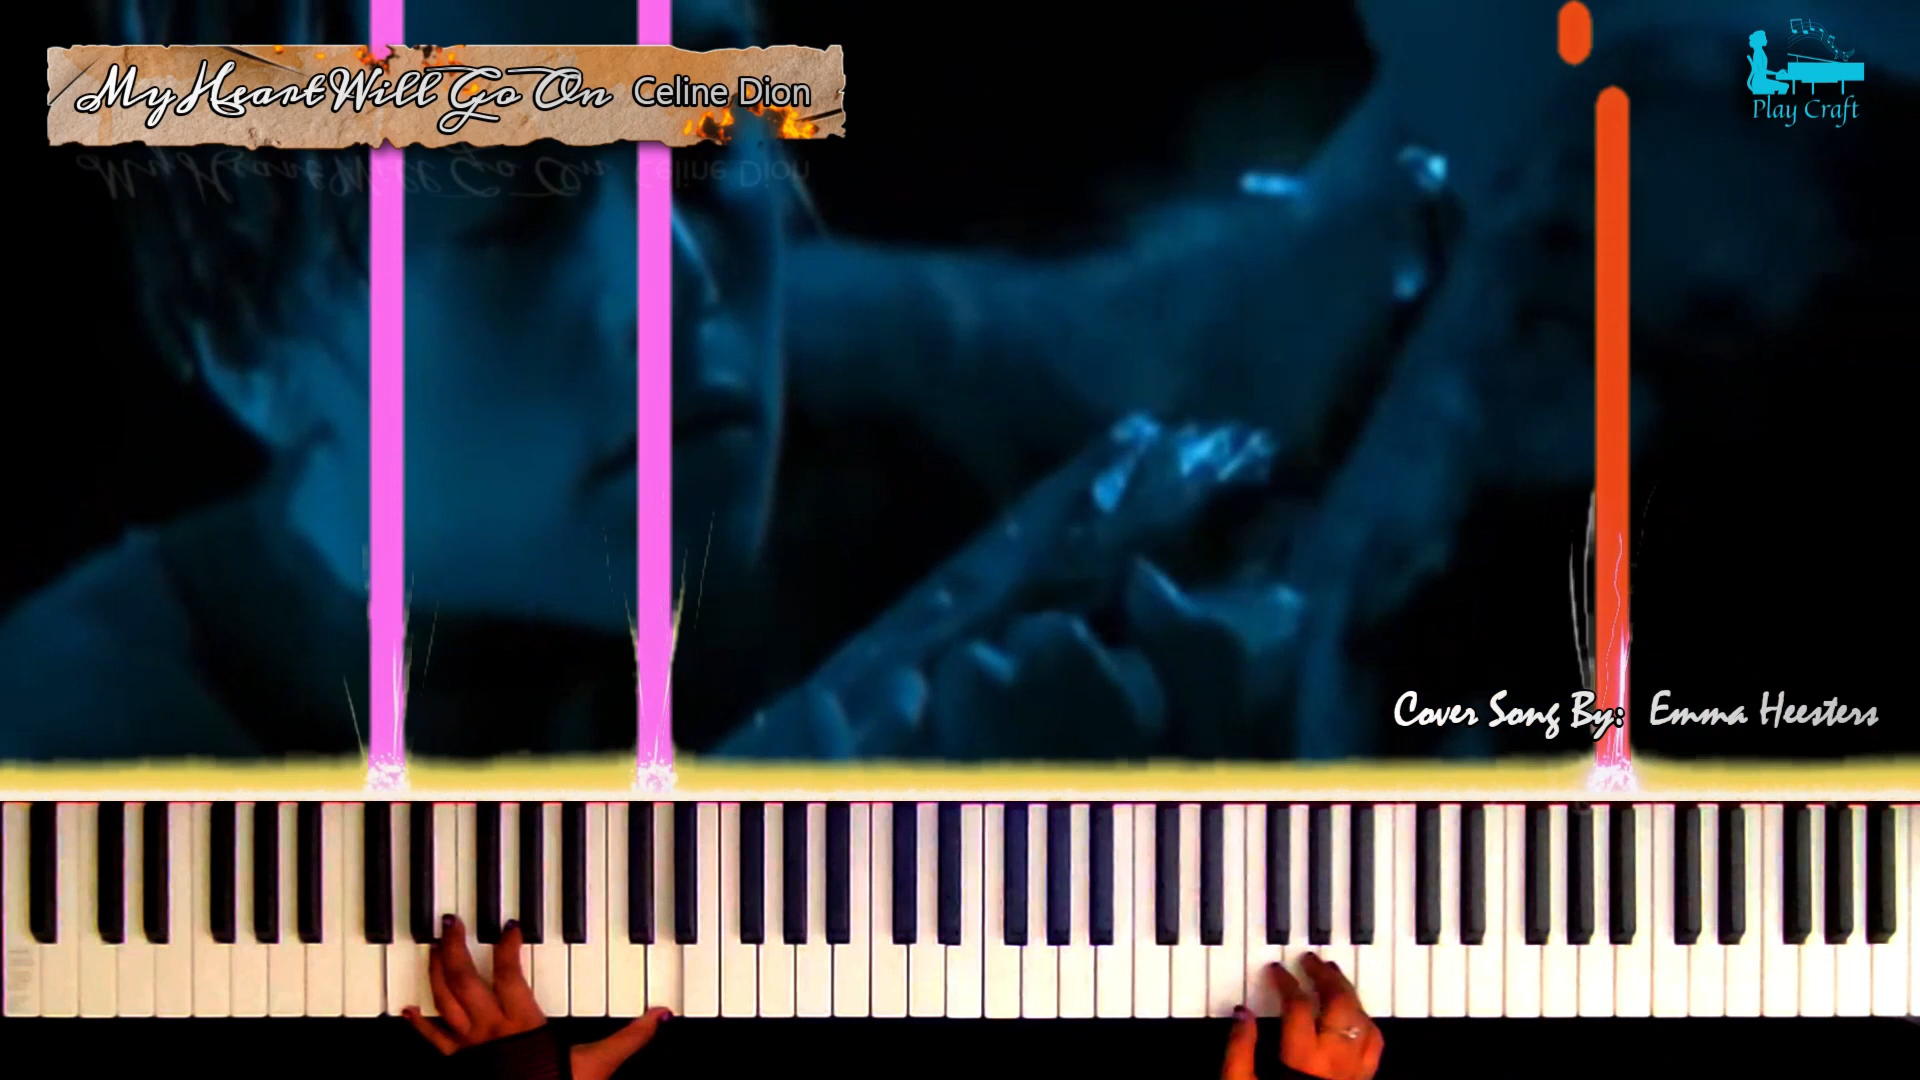 My Heart Will Go On Celine Dion
Play Craft
Cover Song By: Emma Heesters